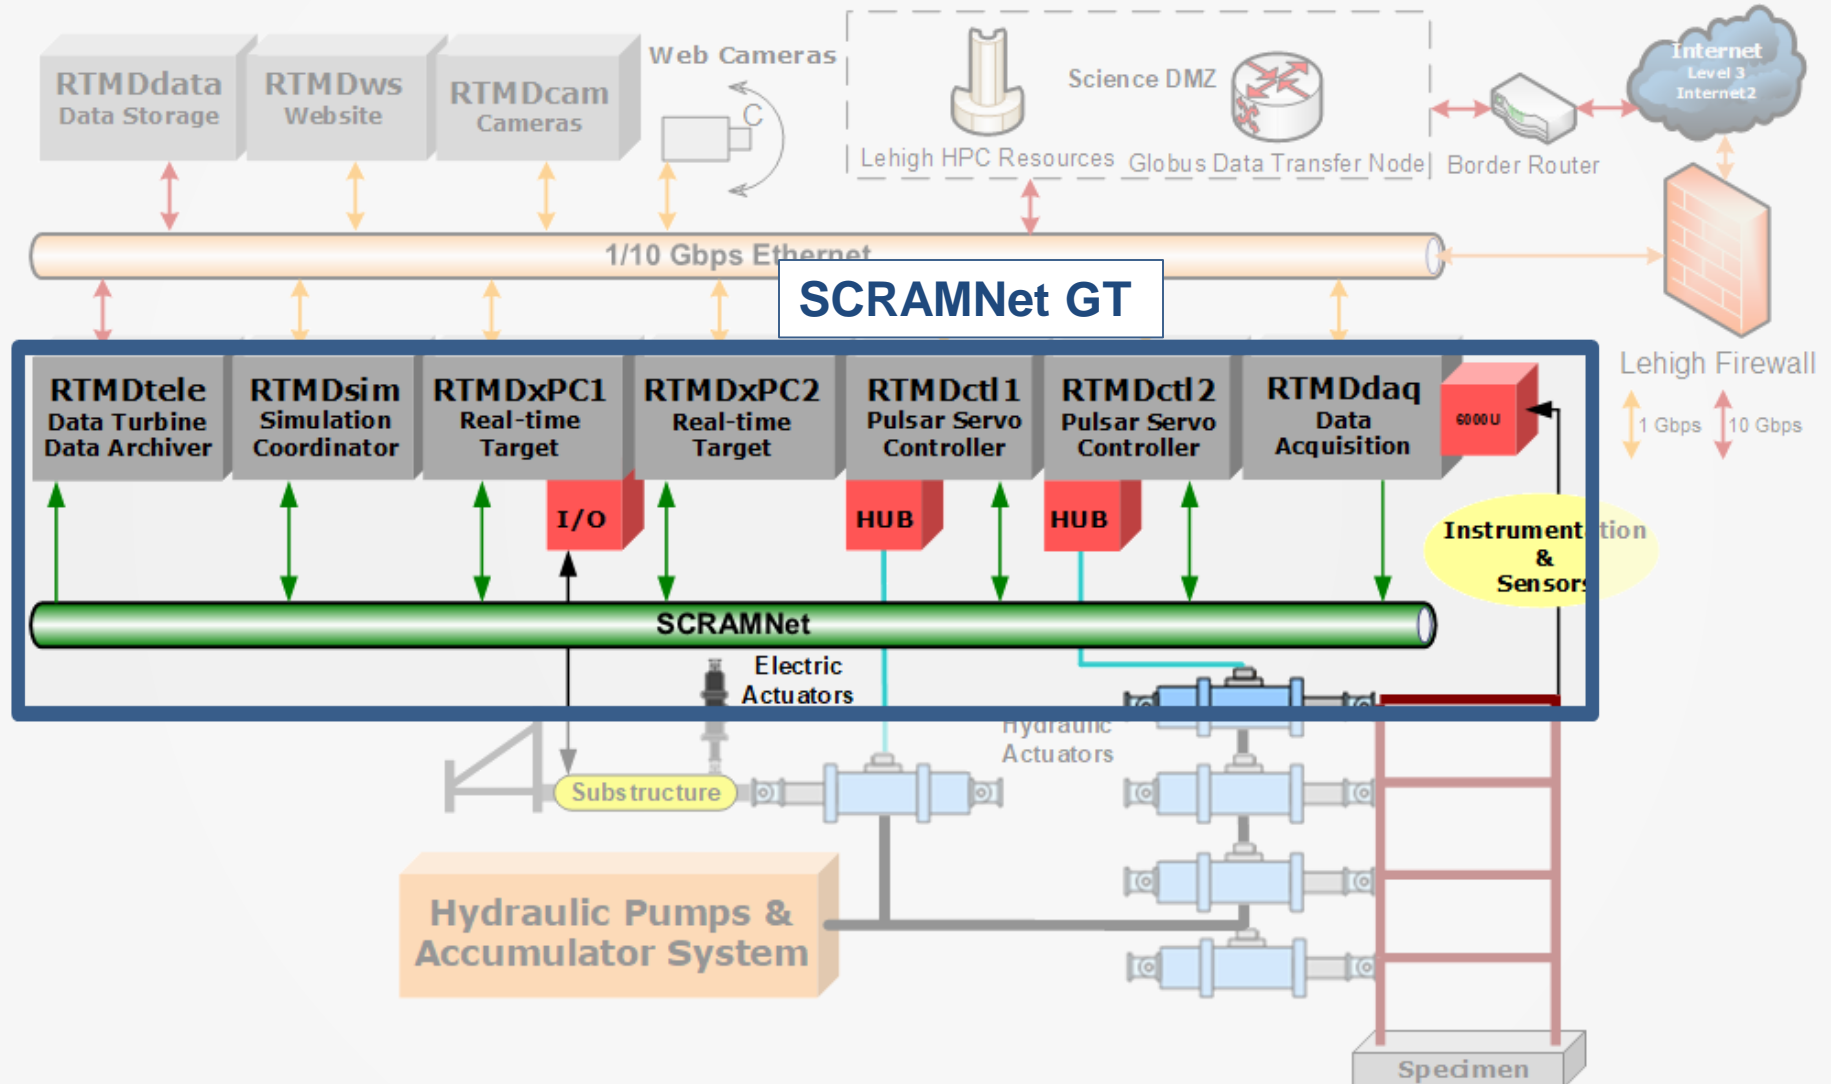 RTMDdata
Data Storage
RTMDws
Website
RTMDcam
Cameras
Web Cameras
C
Science DMZ
Lehigh HPC Resources
Globus Data Transfer Node
Border Router
Internet
Level 3
Internet2
1/10 Gbps Ethernet
SCRAMNet GT
Lehigh Firewall
1 Gbps
10 Gbps
RTMDtele
Data Turbine
Data Archiver
RTMDsim
Simulation
Coordinator
RTMDxPC1
Real-time
Target
RTMDxPC2
Real-time
Target
RTMDctl1
Pulsar Servo
Controller
RTMDctl2
Pulsar Servo
Controller
RTMDdaq
Data
Acquisition
6000U
I/O
HUB
HUB
Instrumentation
&
Sensors
SCRAMNet
Electric
Actuators
Hydraulic
Actuators
Substructure
Hydraulic Pumps &
Accumulator System
Specimen